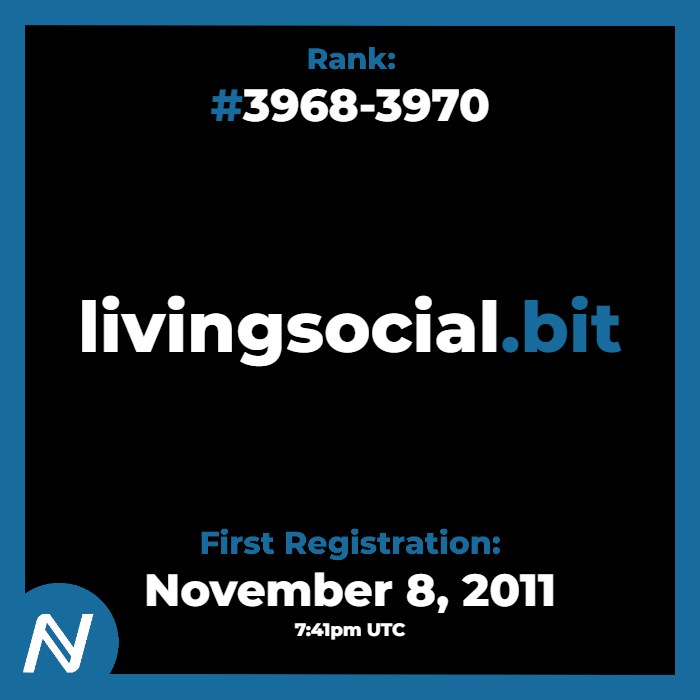 Rank:
#3968-3970
livingsocial.bit
First Registration:
November 8, 2011
7:41pm UTC
N